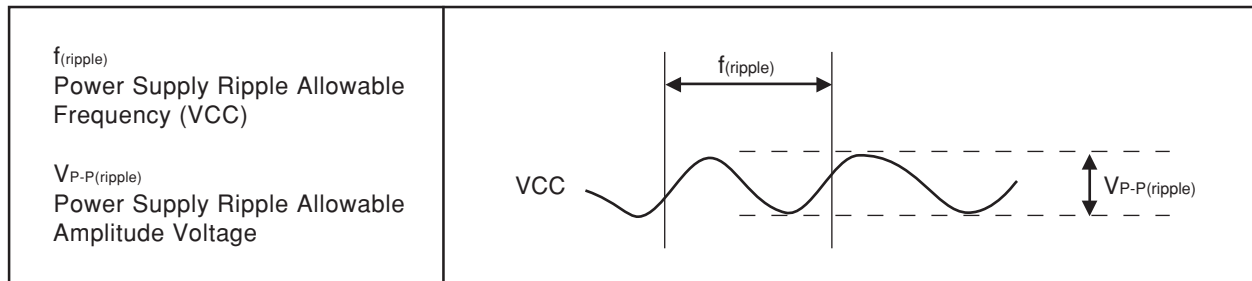 f(ripple)
Power Supply Ripple Allowable
Frequency (VCC)
VP-P(ripple)
Power Supply Ripple Allowable
Amplitude Voltage
f(ripple)
VCC
VP-P(ripple)